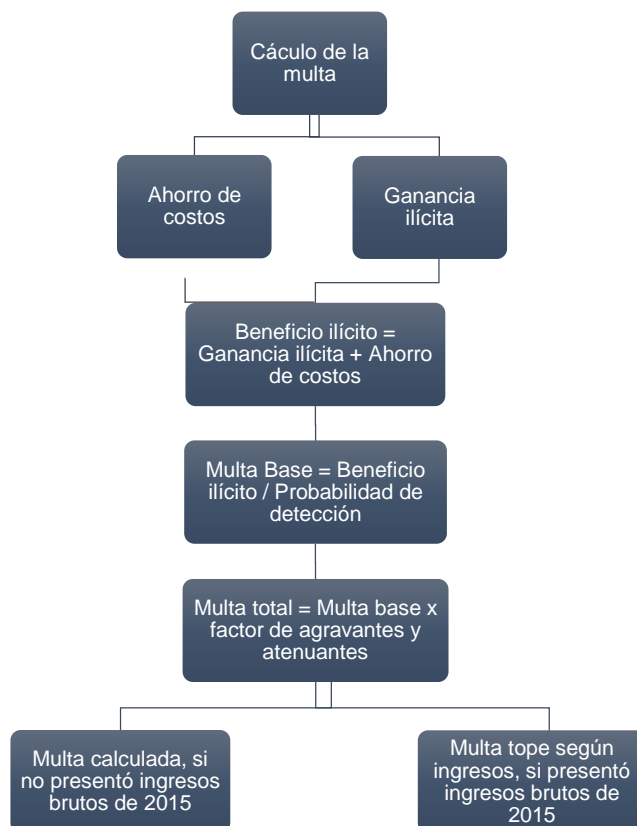 Cáculo de la
multa
Ahorro de
costos
Ganancia
ilícita
Beneficio ilícito =
Ganancia ilícita + Ahorro
de costos
Multa Base = Beneficio
ilícito / Probabilidad de
detección
Multa total = Multa base x
factor de agravantes y
atenuantes
Multa calculada, si
no presentó ingresos
brutos de 2015
Multa tope según
ingresos, si presentó
ingresos brutos de
2015